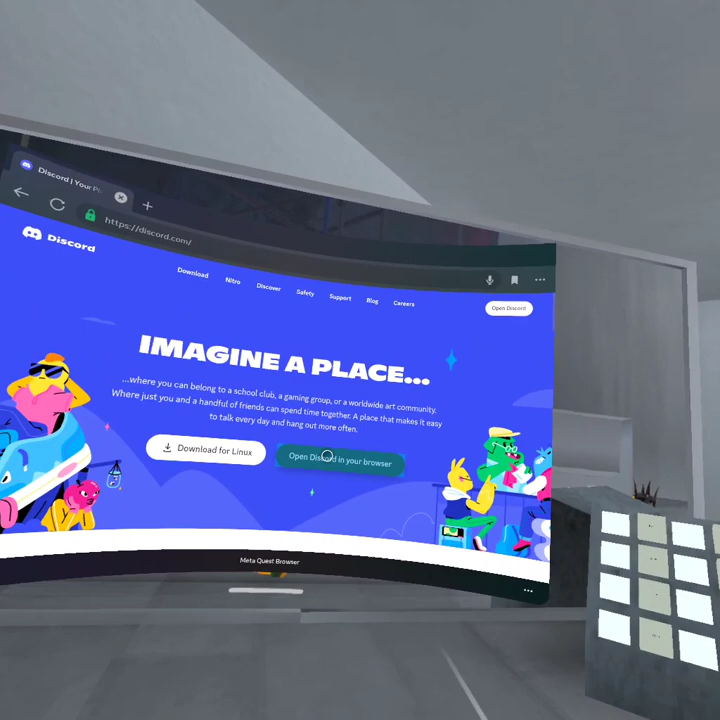 Discord | Your Pl
https://discord.com/
Discord
Download
Nitro
Discover
Safety
Support
Blog
Careers
Open Discord
IMAGINE A PLACE...
...where you can belong to a school club, a gaming group, or a worldwide art community.
Where just you and a handful of friends can spend time together. A place that makes it easy
to talk every day and hang out more often.
Download for Linux
Open Discord in your browser
Meta Quest Browser